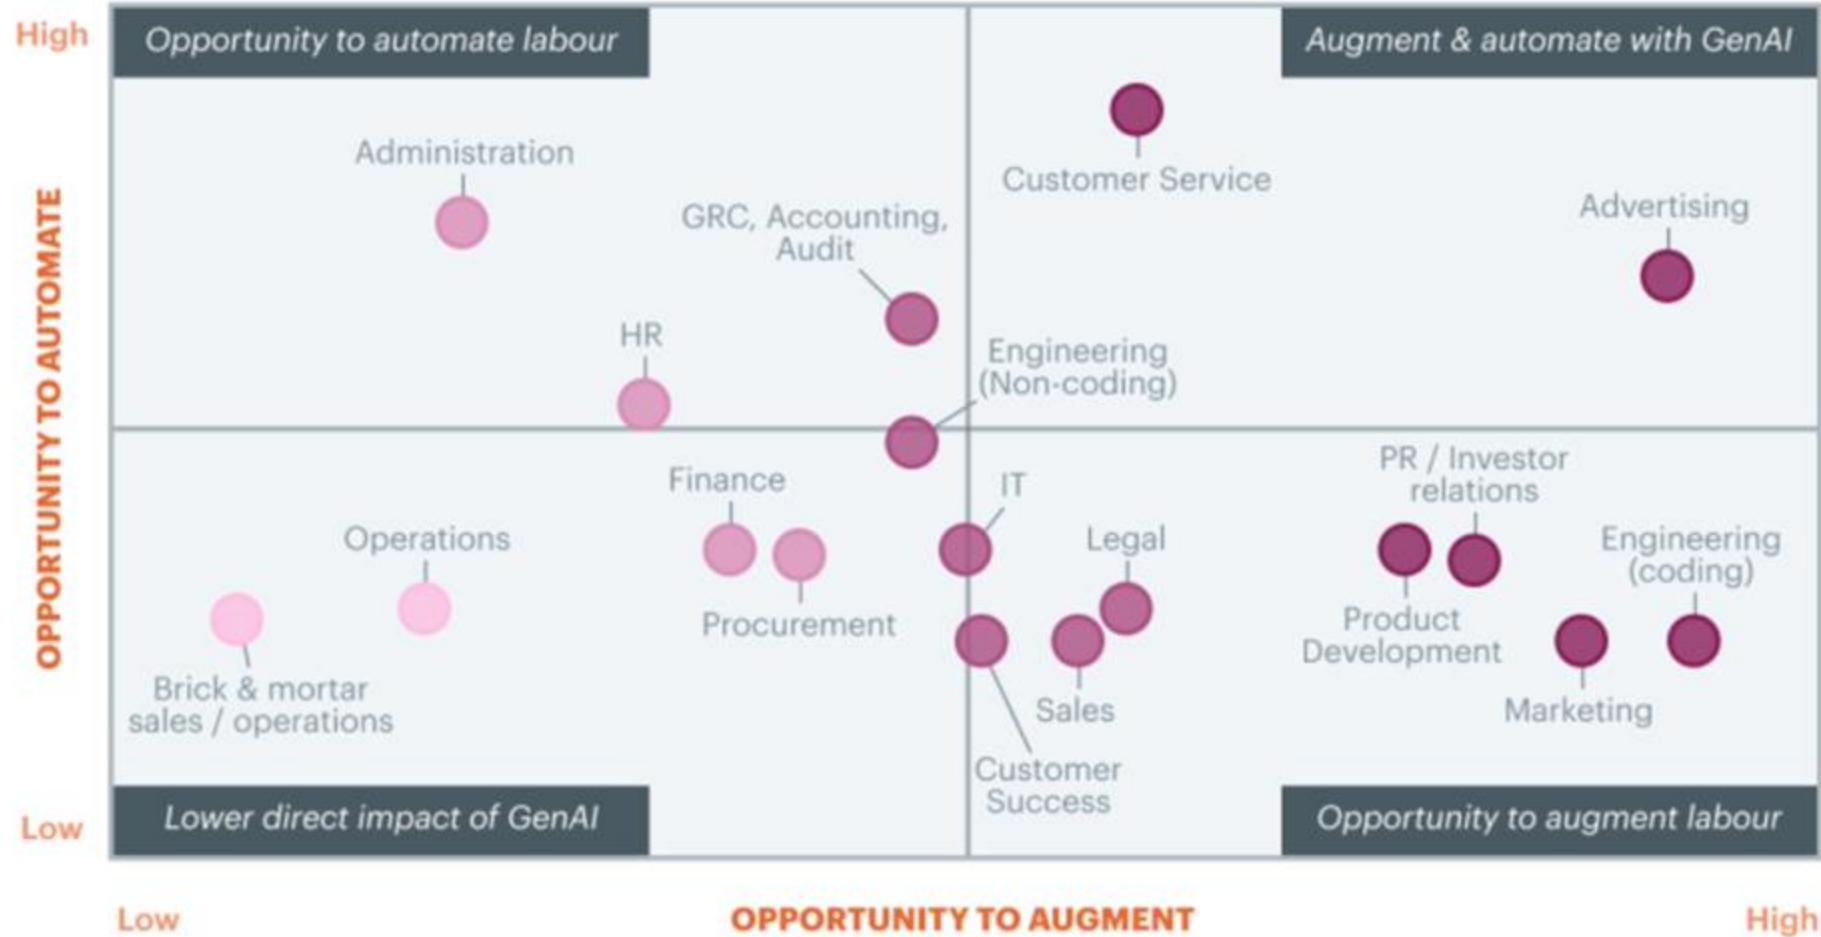 High
Opportunity to automate labour
Augment & automate with GenAI
Administration
Customer Service
Advertising
GRC, Accounting,
Audit
HR
Engineering
(Non-coding)
OPPORTUNITY TO AUTOMATE
Finance
IT
PR / Investor
relations
Operations
Legal
Engineering
(coding)
Procurement
Product
Development
Brick & mortar
sales / operations
Sales
Marketing
Customer
Success
Lower direct impact of GenAI
Opportunity to augment labour
Low
Low
OPPORTUNITY TO AUGMENT
High